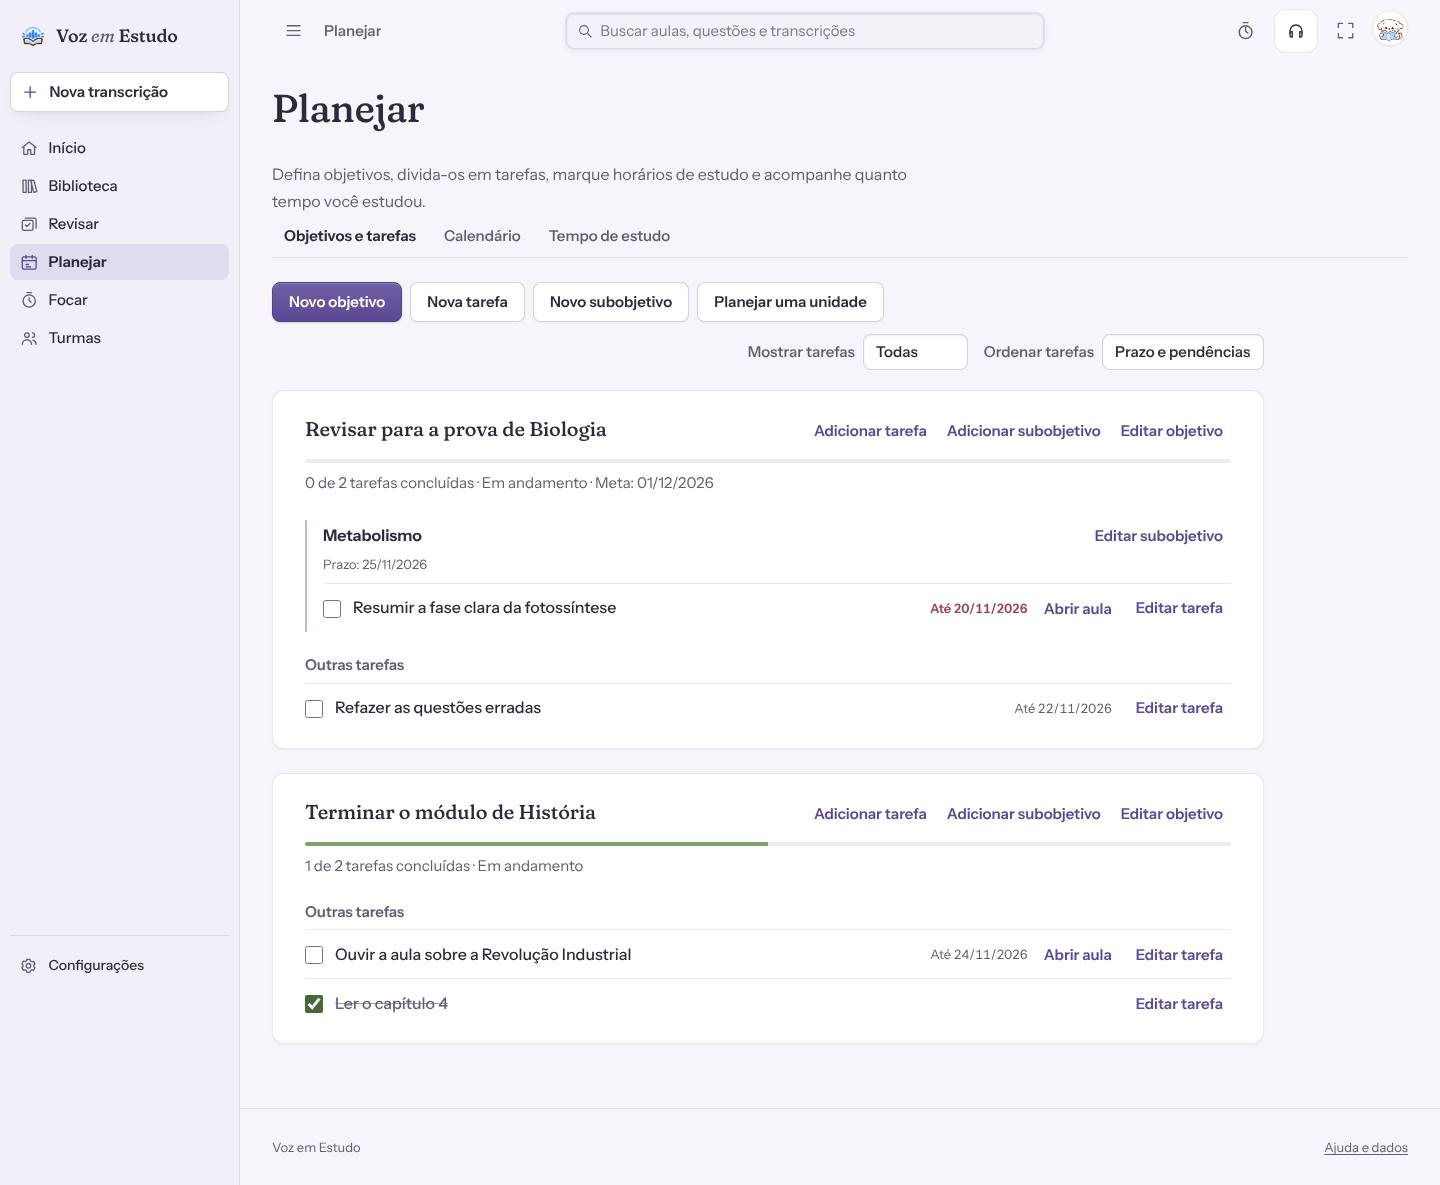 Voz em Estudo
Nova transcrição
Início
Biblioteca
Revisar
Planejar
Focar
Turmas
Configurações
Planejar
Buscar aulas, questões e transcrições
Planejar
Defina objetivos, divida-os em tarefas, marque horários de estudo e acompanhe quanto
tempo você estudou.
Objetivos e tarefas Calendário Tempo de estudo
Novo objetivo Nova tarefa Novo subobjetivo Planejar uma unidade
Mostrar tarefas Todas Ordenar tarefas Prazo e pendências
Revisar para a prova de Biologia Adicionar tarefa Adicionar subobjetivo Editar objetivo
0 de 2 tarefas concluídas · Em andamento · Meta: 01/12/2026
Metabolismo Editar subobjetivo
Prazo: 25/11/2026
Resumir a fase clara da fotossíntese Até 20/11/2026 Abrir aula Editar tarefa
Outras tarefas
Refazer as questões erradas Até 22/11/2026 Editar tarefa
Terminar o módulo de História Adicionar tarefa Adicionar subobjetivo Editar objetivo
1 de 2 tarefas concluídas · Em andamento
Outras tarefas
Ouvir a aula sobre a Revolução Industrial Até 24/11/2026 Abrir aula Editar tarefa
Ler o capítulo 4 Editar tarefa
Voz em Estudo Ajuda e dados